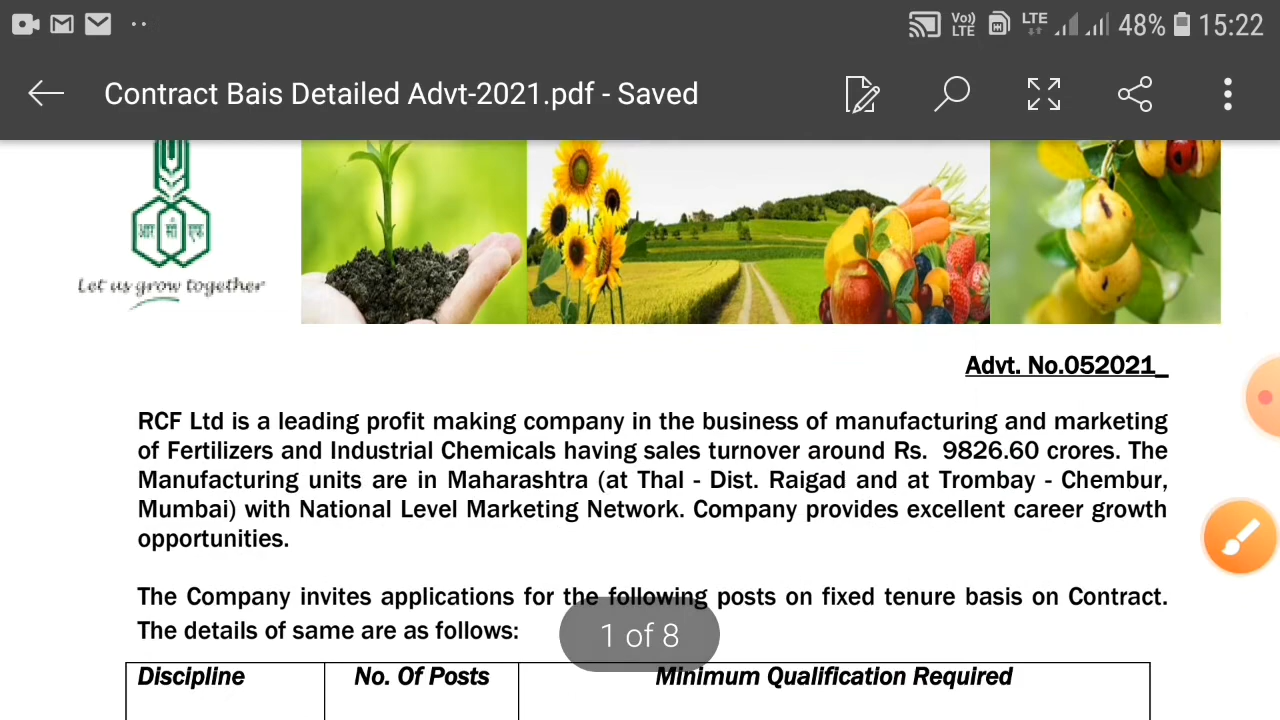 Vo)) LTE LTE 48% 15:22
Contract Bais Detailed Advt-2021.pdf - Saved
आर सी एफ
Let us grow together
Advt. No.052021_
RCF Ltd is a leading profit making company in the business of manufacturing and marketing
of Fertilizers and Industrial Chemicals having sales turnover around Rs. 9826.60 crores. The
Manufacturing units are in Maharashtra (at Thal - Dist. Raigad and at Trombay - Chembur,
Mumbai) with National Level Marketing Network. Company provides excellent career growth
opportunities.
The Company invites applications for the following posts on fixed tenure basis on Contract.
The details of same are as follows:
1 of 8
Discipline No. Of Posts Minimum Qualification Required